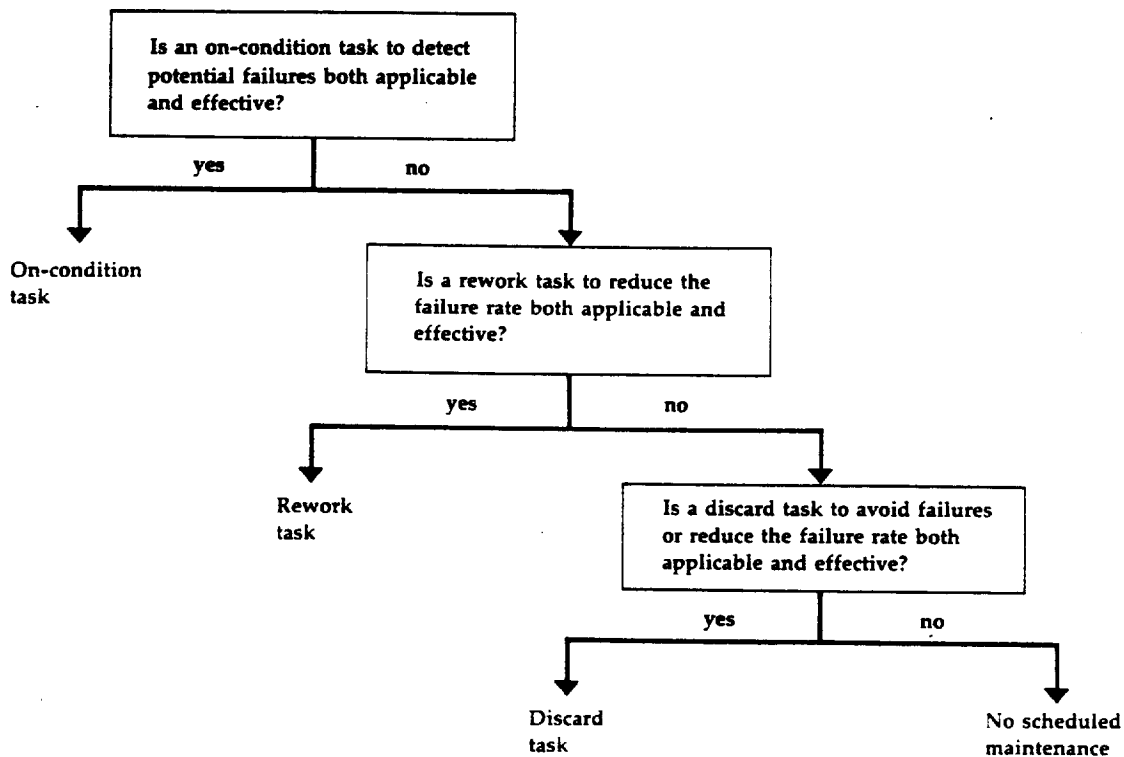 Is an on-condition task to detect
potential failures both applicable
and effective?
yes
no
On-condition
task
Is a rework task to reduce the
failure rate both applicable and
effective?
yes
no
Rework
task
Is a discard task to avoid failures
or reduce the failure rate both
applicable and effective?
yes
no
Discard
task
No scheduled
maintenance